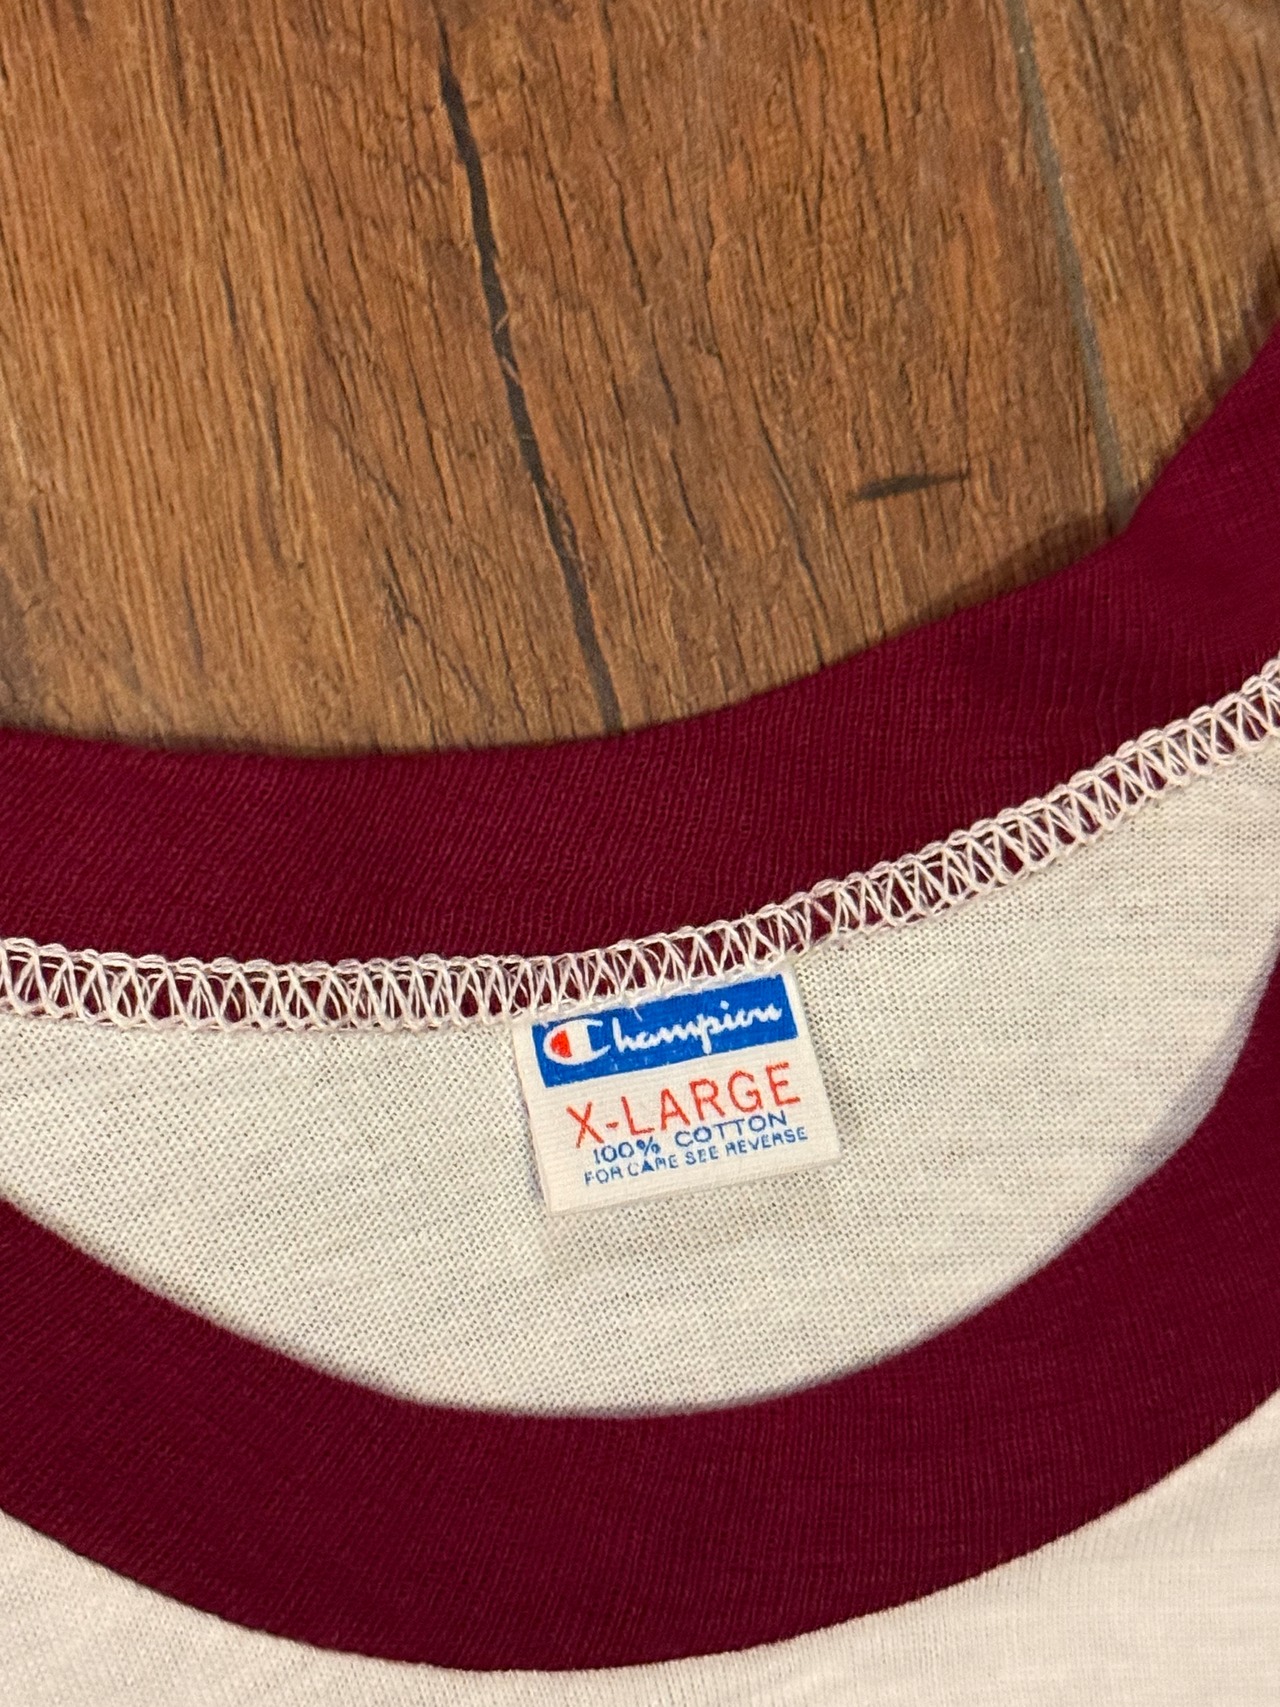 Champion
X-LARGE
100% COTTON
FOR CARE SEE REVERSE